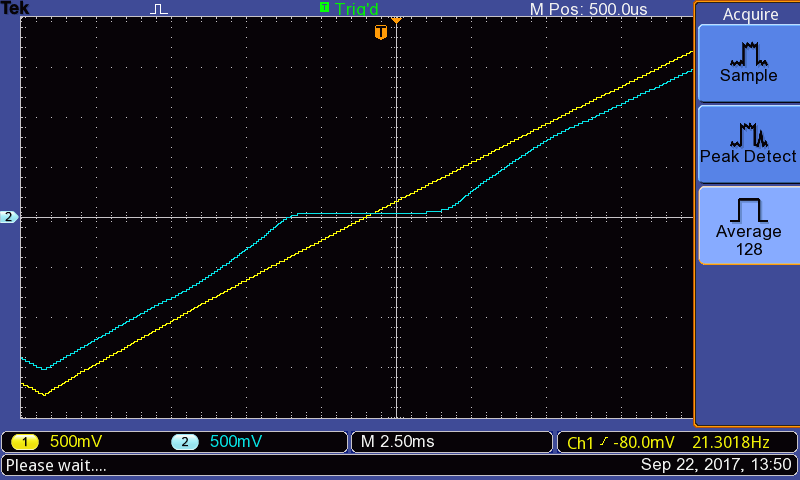 Tek T Trig'd M Pos: 500.0us
Acquire
T
Sample
Peak Detect
2
Average
128
1 500mV 2 500mV M 2.50ms Ch1 -80.0mV 21.3018Hz
Please wait.... Sep 22, 2017, 13:50